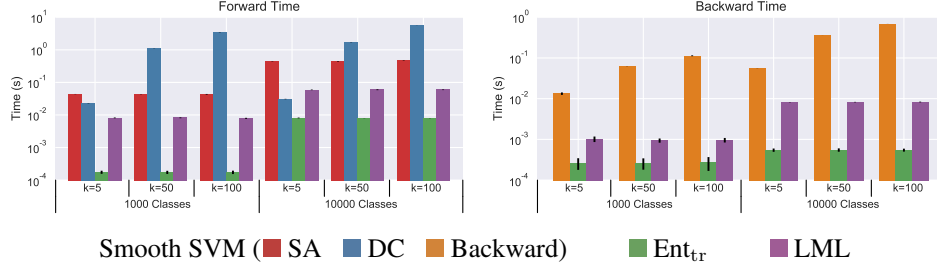 Forward Time
Time (s)
10^1
10^0
10^-1
10^-2
10^-3
10^-4
k=5 k=50 k=100 k=5 k=50 k=100
1000 Classes 10000 Classes
Backward Time
Time (s)
10^0
10^-1
10^-2
10^-3
10^-4
k=5 k=50 k=100 k=5 k=50 k=100
1000 Classes 10000 Classes
Smooth SVM ( SA DC Backward) Ent_tr LML